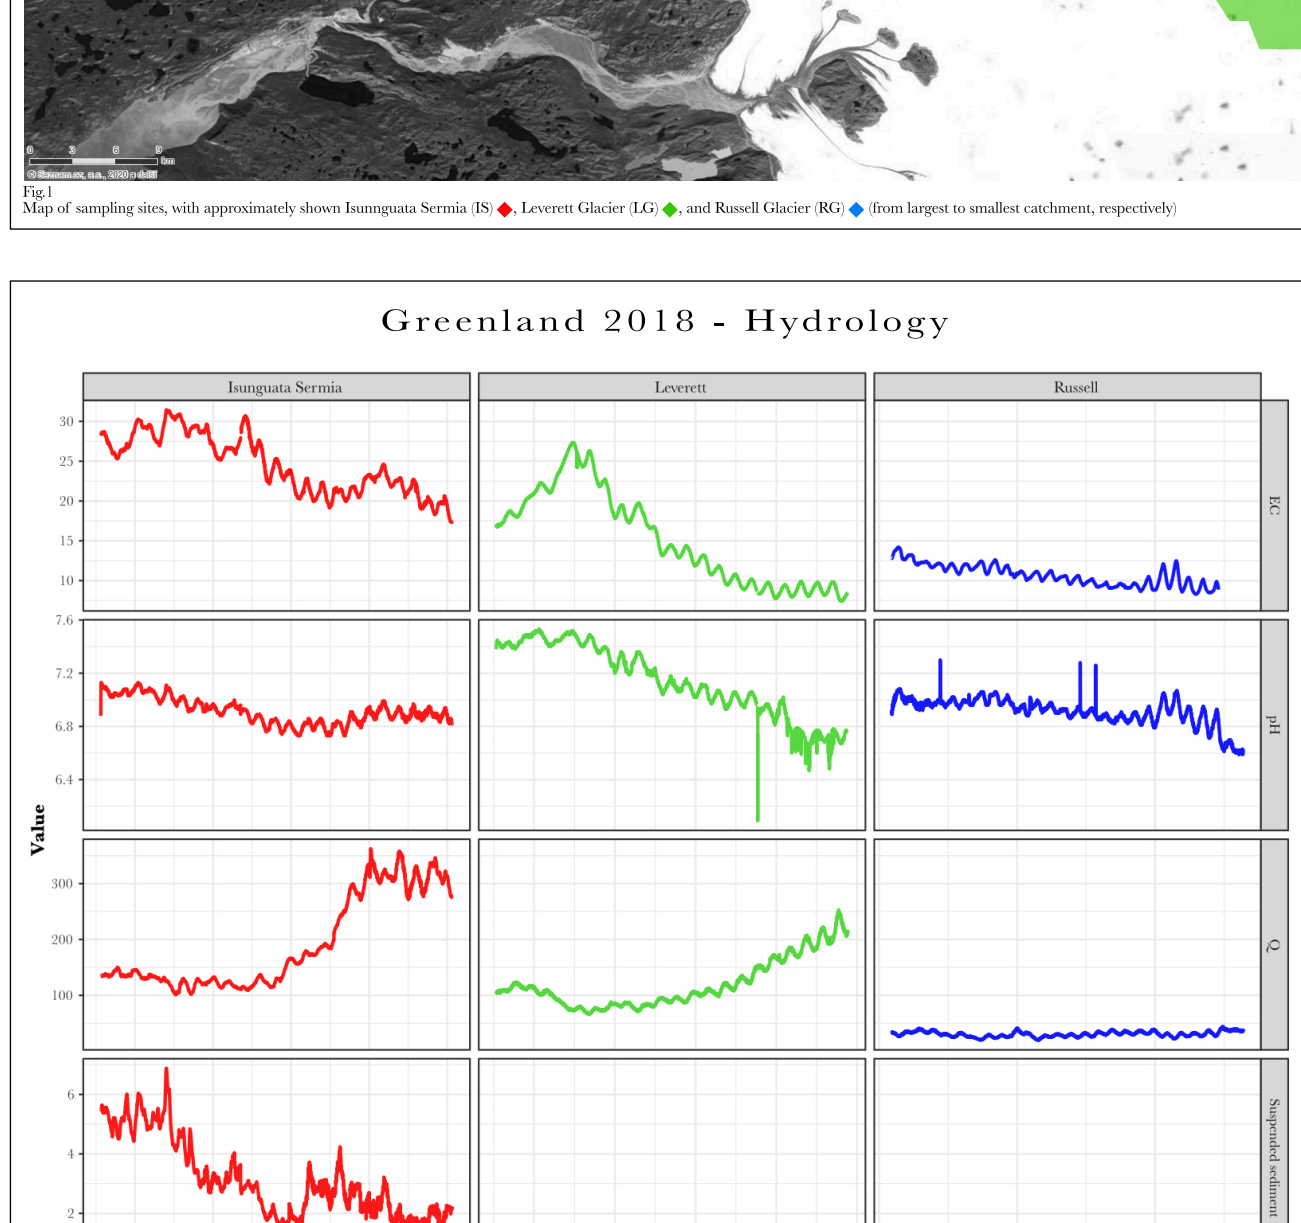 0 3 6 9
km
© Seznam.cz, a.s., 2020 a další
Fig.1
Map of sampling sites, with approximately shown Isunnguata Sermia (IS) , Leverett Glacier (LG) , and Russell Glacier (RG) (from largest to smallest catchment, respectively)
Greenland 2018 - Hydrology
Isunguata Sermia
Leverett
Russell
30
25
20
15
10
EC
7.6
7.2
6.8
6.4
pH
Value
300
200
100
Q
6
4
2
Suspended sediment